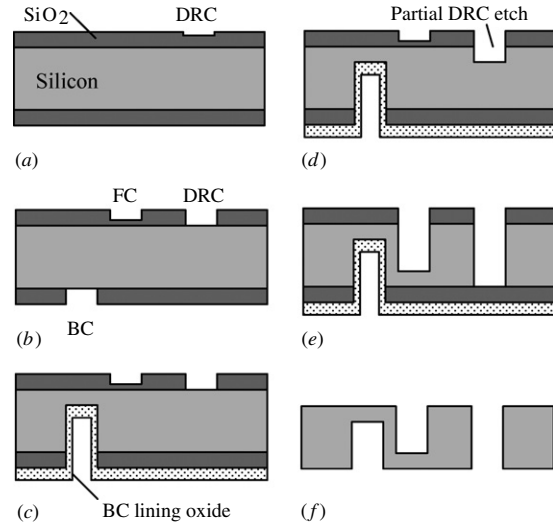 SiO2
DRC
Silicon
(a)
FC
DRC
BC
(b)
(c)
BC lining oxide
Partial DRC etch
(d)
(e)
(f)